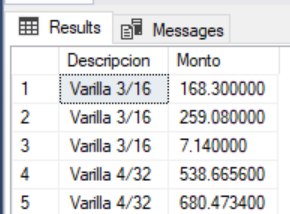 Results Messages
Descripcion Monto
1 Varilla 3/16 168.300000
2 Varilla 3/16 259.080000
3 Varilla 3/16 7.140000
4 Varilla 4/32 538.665600
5 Varilla 4/32 680.473400